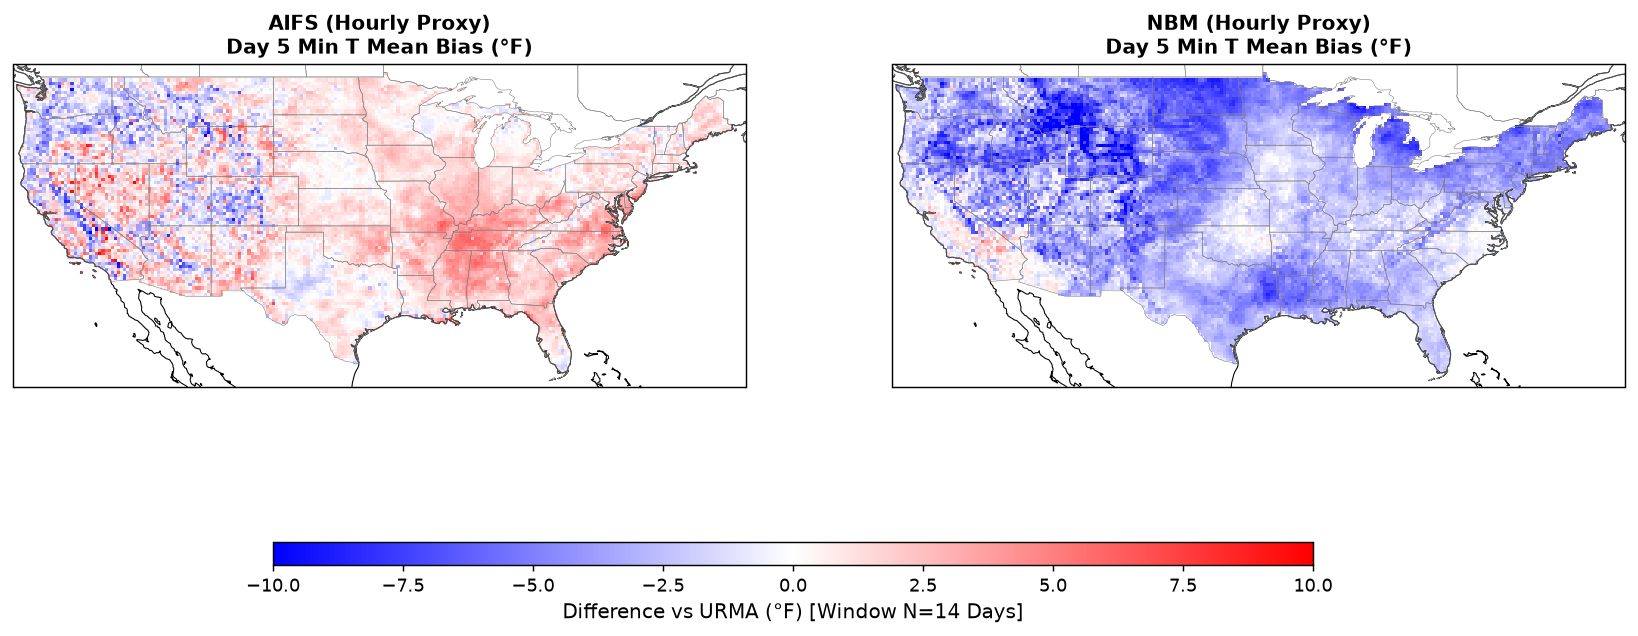 AIFS (Hourly Proxy)
Day 5 Min T Mean Bias (°F)
NBM (Hourly Proxy)
Day 5 Min T Mean Bias (°F)
−10.0 −7.5 −5.0 −2.5 0.0 2.5 5.0 7.5 10.0
Difference vs URMA (°F) [Window N=14 Days]